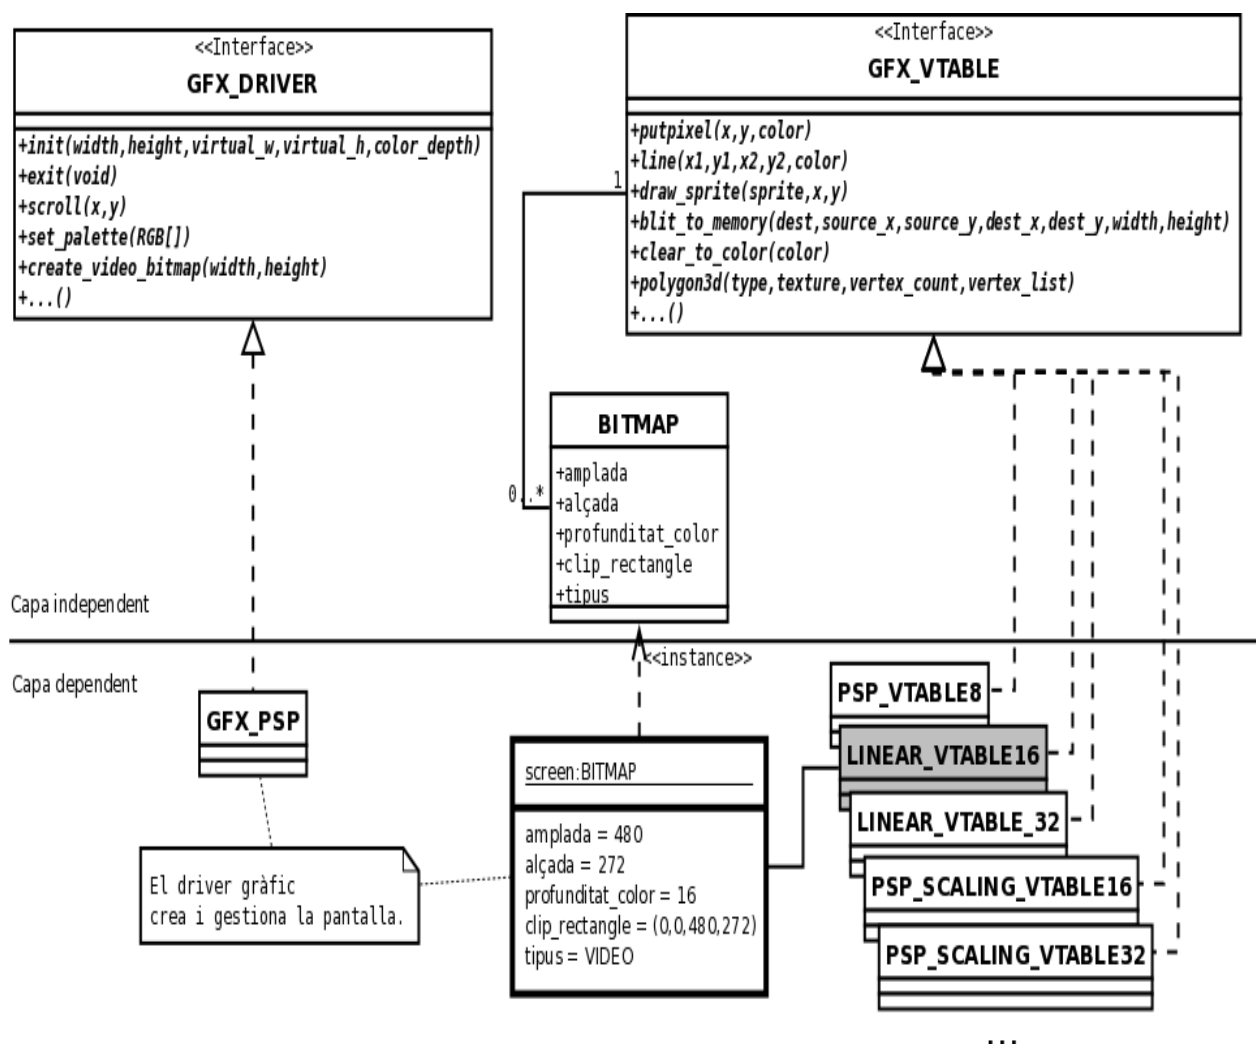 <<Interface>>
GFX_DRIVER
+init(width,height,virtual_w,virtual_h,color_depth)
+exit(void)
+scroll(x,y)
+set_palette(RGB[])
+create_video_bitmap(width,height)
+...()
<<Interface>>
GFX_VTABLE
+putpixel(x,y,color)
+line(x1,y1,x2,y2,color)
+draw_sprite(sprite,x,y)
+blit_to_memory(dest,source_x,source_y,dest_x,dest_y,width,height)
+clear_to_color(color)
+polygon3d(type,texture,vertex_count,vertex_list)
+...()
1
0..*
BITMAP
+amplada
+alçada
+profunditat_color
+clip_rectangle
+tipus
Capa independent
Capa dependent
<<instance>>
GFX_PSP
El driver gràfic
crea i gestiona la pantalla.
screen:BITMAP
amplada = 480
alçada = 272
profunditat_color = 16
clip_rectangle = (0,0,480,272)
tipus = VIDEO
PSP_VTABLE8
LINEAR_VTABLE16
LINEAR_VTABLE_32
PSP_SCALING_VTABLE16
PSP_SCALING_VTABLE32
...